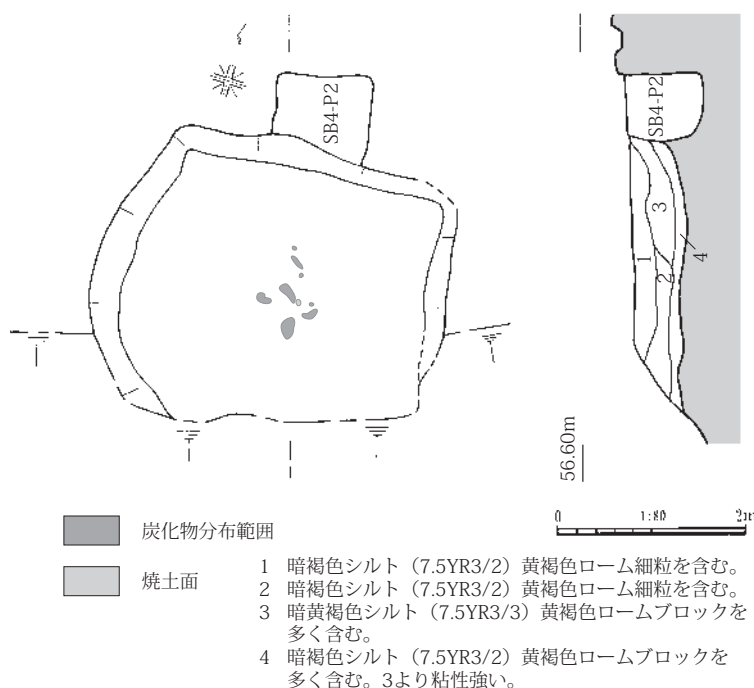 SB4-P2
SB4-P2
1
2
3
4
56.60m
0 1:80 2m
炭化物分布範囲
焼土面
1 暗褐色シルト（7.5YR3/2）黄褐色ローム細粒を含む。
2 暗褐色シルト（7.5YR3/2）黄褐色ローム細粒を含む。
3 暗黄褐色シルト（7.5YR3/3）黄褐色ロームブロックを
多く含む。
4 暗褐色シルト（7.5YR3/2）黄褐色ロームブロックを
多く含む。3より粘性強い。